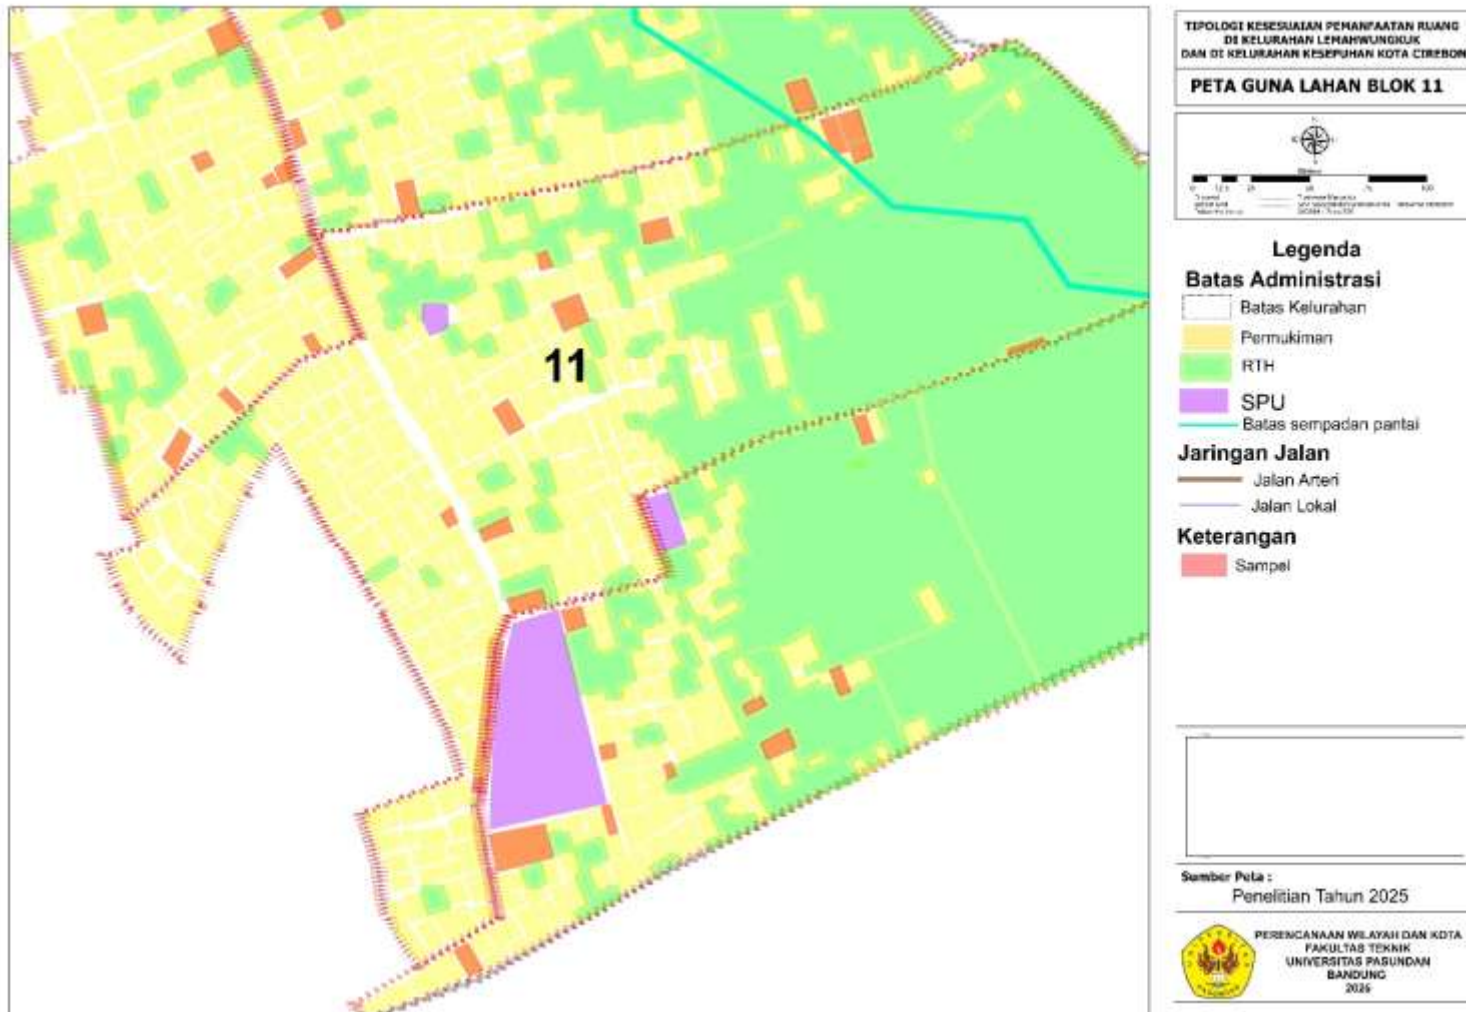 TIPOLOGI KESESUAIAN PEMANFAATAN RUANG
DI KELURAHAN LEMAHWUNGKUK
DAN DI KELURAHAN KESEPUHAN KOTA CIREBON
PETA GUNA LAHAN BLOK 11
Legenda
Batas Administrasi
Batas Kelurahan
Permukiman
RTH
SPU
Batas sempadan pantai
Jaringan Jalan
Jalan Arteri
Jalan Lokal
Keterangan
Sampel
11
Sumber Peta :
Penelitian Tahun 2025
PERENCANAAN WILAYAH DAN KOTA
FAKULTAS TEKNIK
UNIVERSITAS PASUNDAN
BANDUNG